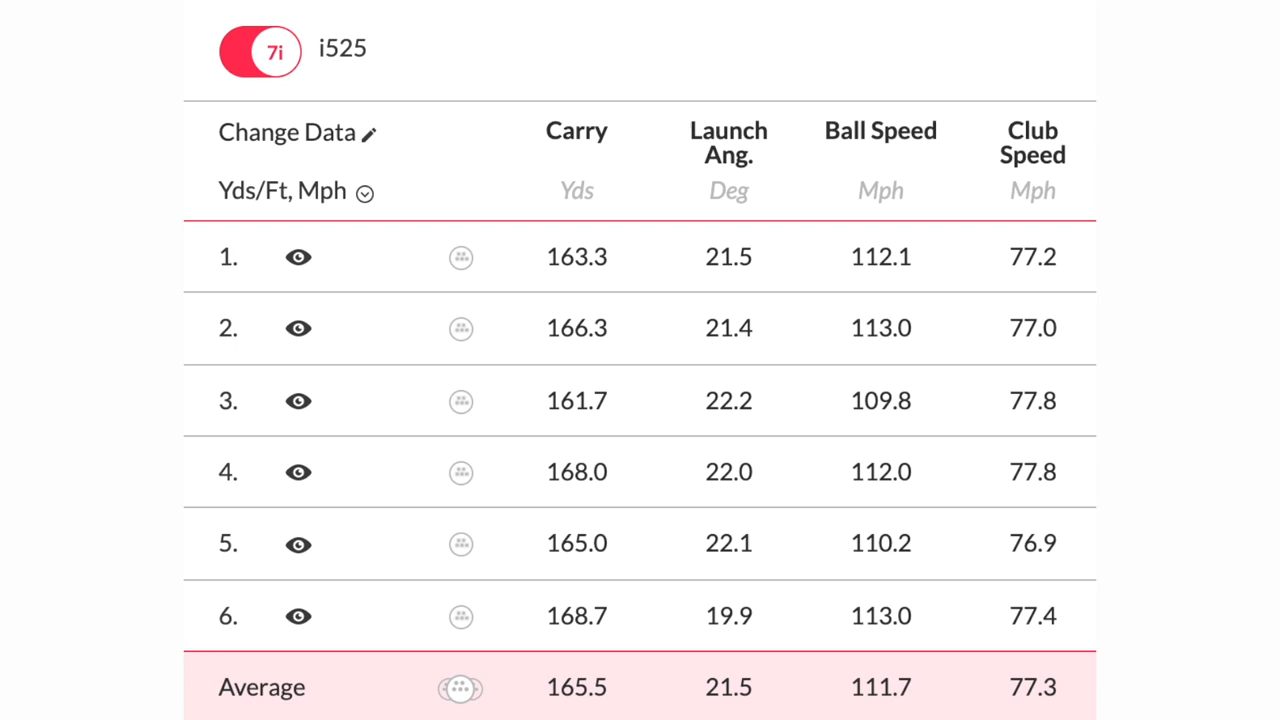 7i i525
Change Data Carry Launch Ang. Ball Speed Club Speed
Yds/Ft, Mph Yds Deg Mph Mph
1. 163.3 21.5 112.1 77.2
2. 166.3 21.4 113.0 77.0
3. 161.7 22.2 109.8 77.8
4. 168.0 22.0 112.0 77.8
5. 165.0 22.1 110.2 76.9
6. 168.7 19.9 113.0 77.4
Average 165.5 21.5 111.7 77.3